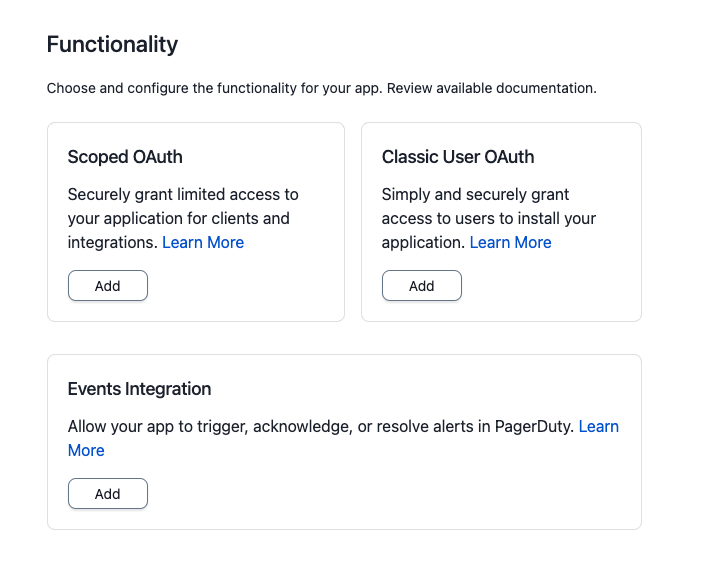 Functionality
Choose and configure the functionality for your app. Review available documentation.
Scoped OAuth
Securely grant limited access to
your application for clients and
integrations. Learn More
Add
Classic User OAuth
Simply and securely grant
access to users to install your
application. Learn More
Add
Events Integration
Allow your app to trigger, acknowledge, or resolve alerts in PagerDuty. Learn
More
Add